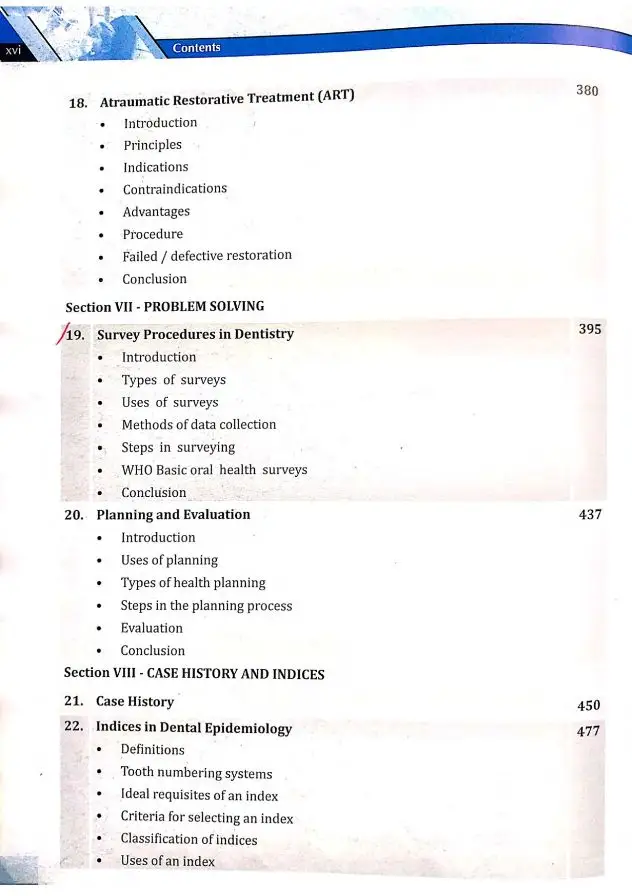 xvi
Contents
18. Atraumatic Restorative Treatment (ART) 380
• Introduction
• Principles
• Indications
• Contraindications
• Advantages
• Procedure
• Failed / defective restoration
• Conclusion
Section VII - PROBLEM SOLVING
19. Survey Procedures in Dentistry 395
• Introduction
• Types of surveys
• Uses of surveys
• Methods of data collection
• Steps in surveying
• WHO Basic oral health surveys
• Conclusion
20. Planning and Evaluation 437
• Introduction
• Uses of planning
• Types of health planning
• Steps in the planning process
• Evaluation
• Conclusion
Section VIII - CASE HISTORY AND INDICES
21. Case History 450
22. Indices in Dental Epidemiology 477
• Definitions
• Tooth numbering systems
• Ideal requisites of an index
• Criteria for selecting an index
• Classification of indices
• Uses of an index